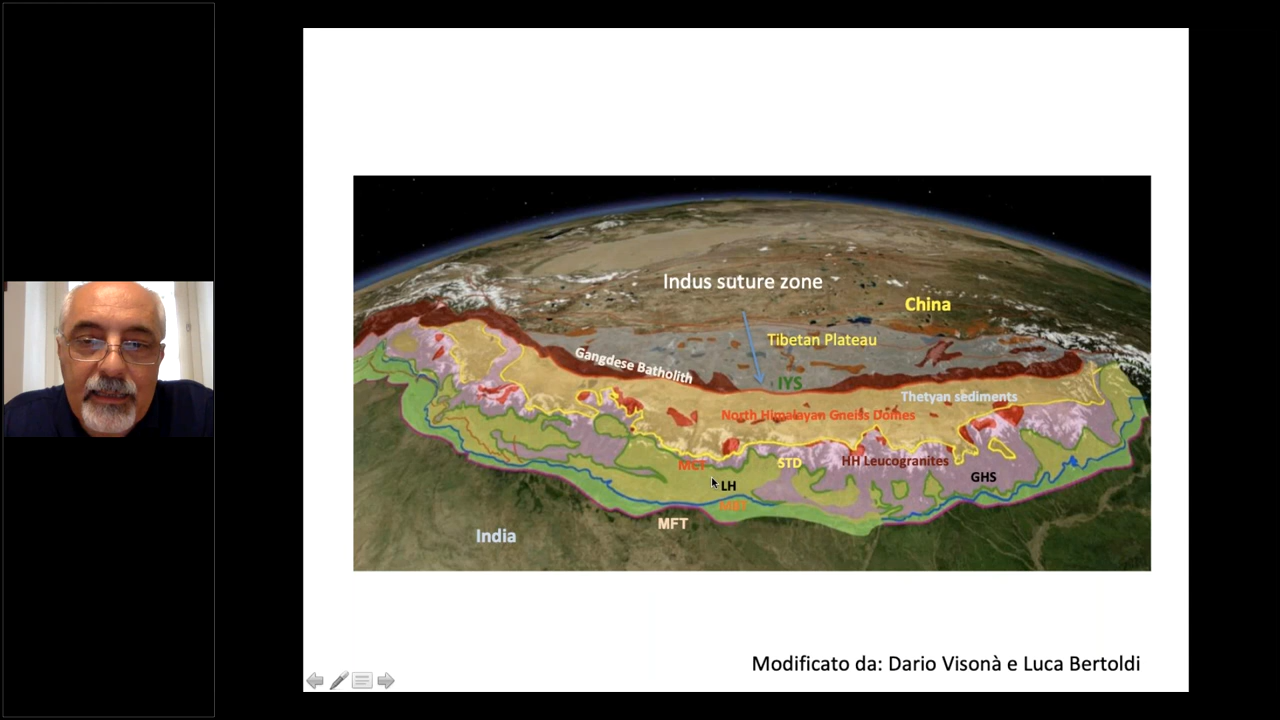 Indus suture zone
China
Tibetan Plateau
Gangdese Batholith
IYS
Thetyan sediments
North Himalayan Gneiss Domes
MCT
STD
HH Leucogranites
GHS
LH
MFT
India
Modificato da: Dario Visonà e Luca Bertoldi